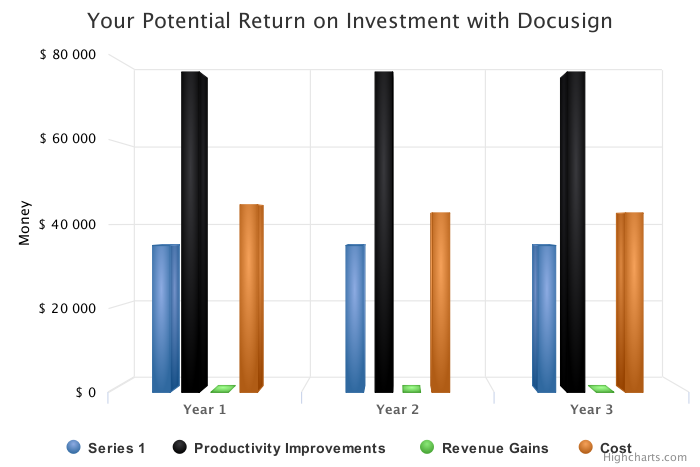 Your Potential Return on Investment with Docusign
$ 80 000
$ 60 000
$ 40 000
$ 20 000
$ 0
Money
Year 1 Year 2 Year 3
Series 1 Productivity Improvements Revenue Gains Cost
Highcharts.com